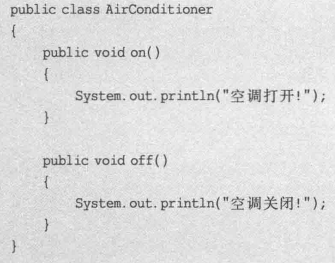 public class AirConditioner
{
    public void on()
    {
        System.out.println("空调打开!");
    }

    public void off()
    {
        System.out.println("空调关闭!");
    }
}